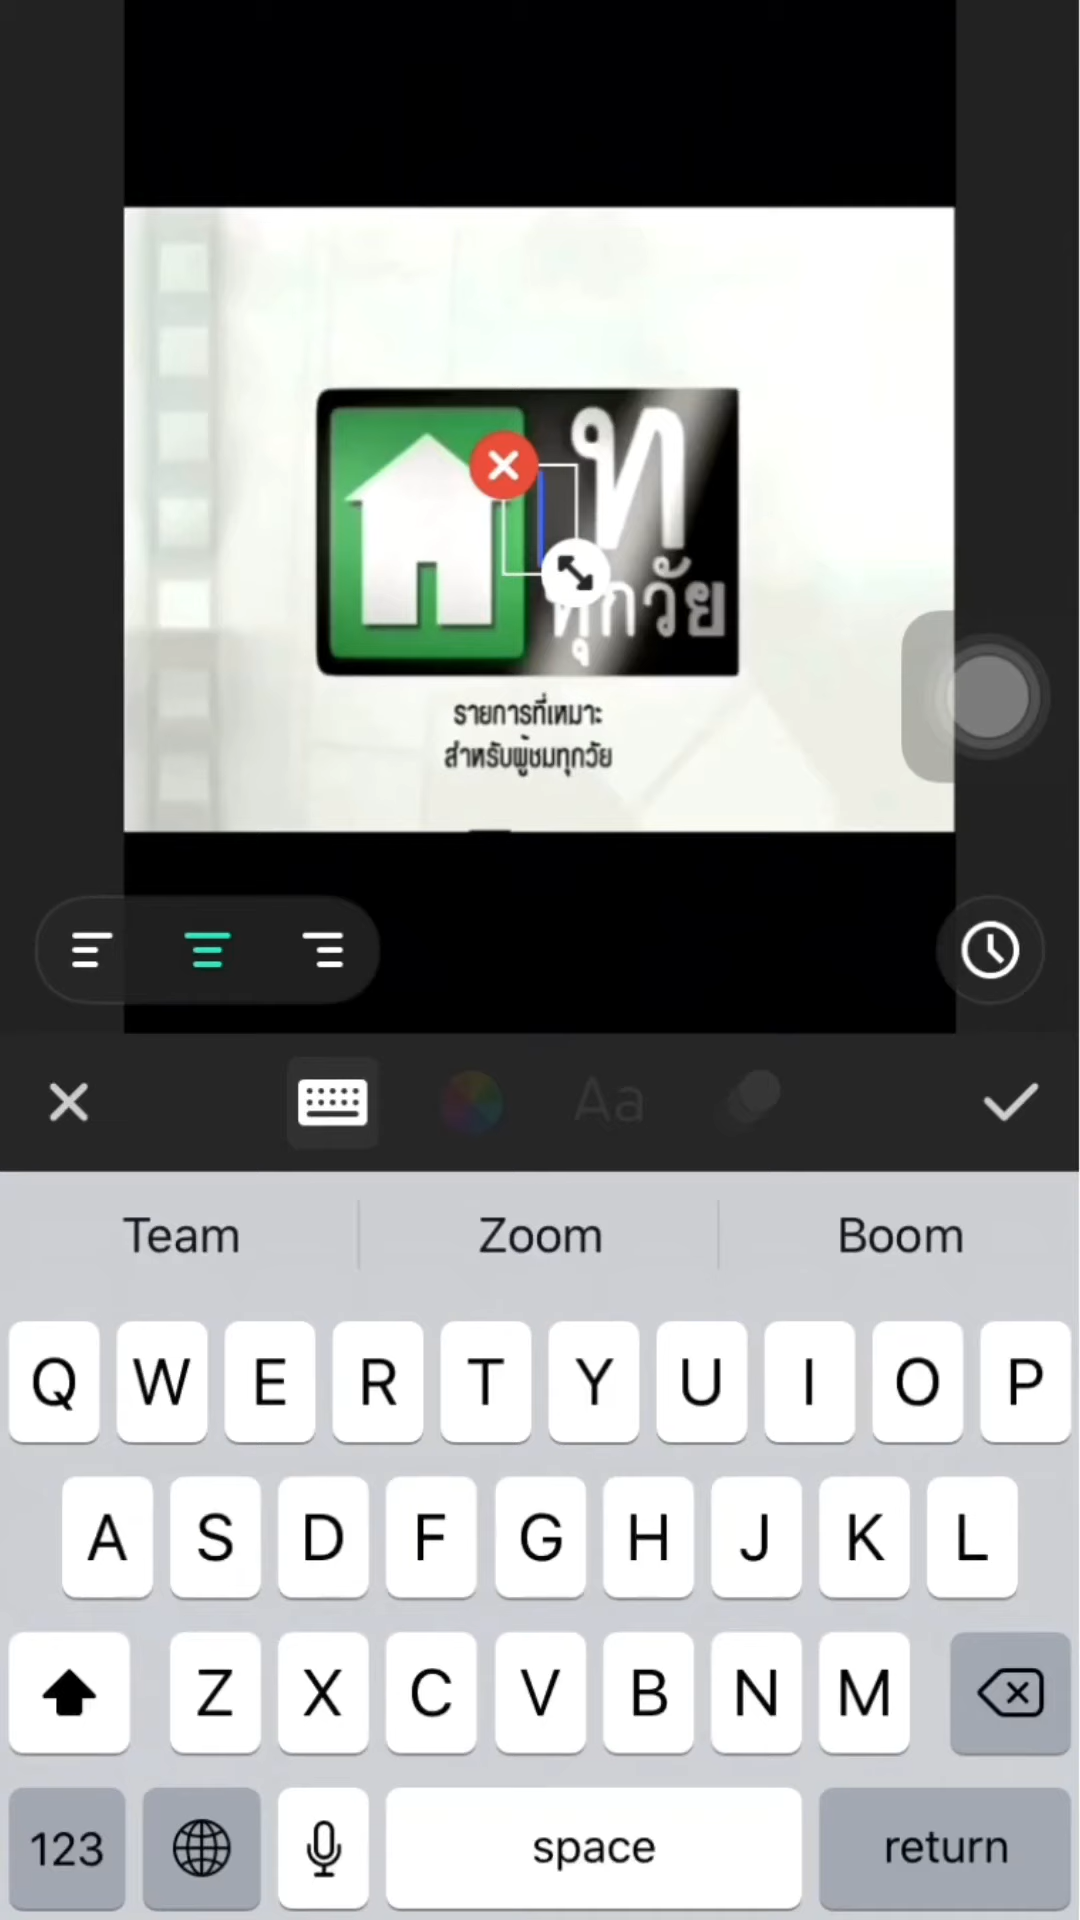 ท
ทุกวัย
รายการที่เหมาะ
สำหรับผู้ชมทุกวัย
Aa
Team Zoom Boom
Q W E R T Y U I O P
A S D F G H J K L
Z X C V B N M
123 space return